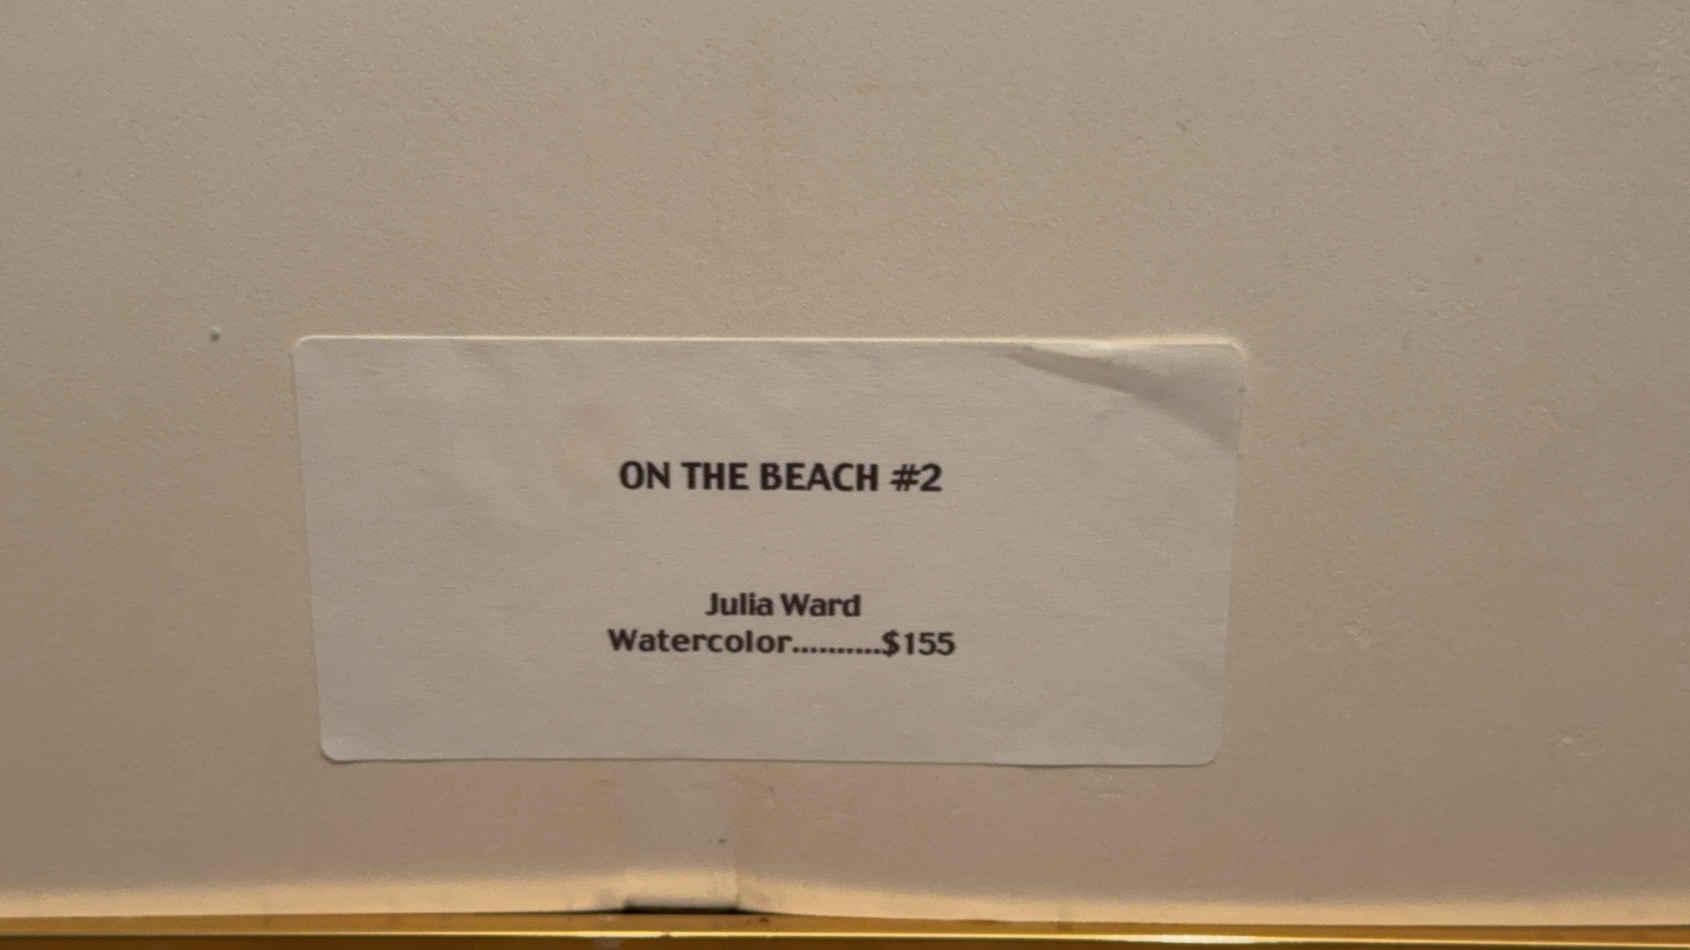 ON THE BEACH #2
Julia Ward
Watercolor..........$155